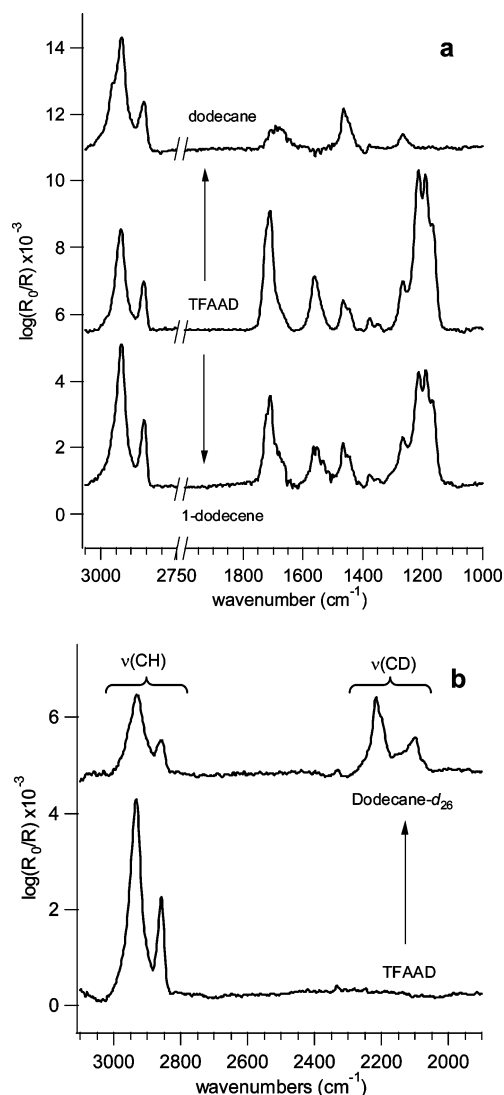 a
14
12
10
8
6
4
2
0
log(R₀/R) x10⁻³
dodecane
TFAAD
1-dodecene
3000 2750 1800 1600 1400 1200 1000
wavenumber (cm⁻¹)
b
ν(CH) ν(CD)
6
4
2
0
log(R₀/R) x10⁻³
Dodecane-d₂₆
TFAAD
3000 2800 2600 2400 2200 2000
wavenumbers (cm⁻¹)